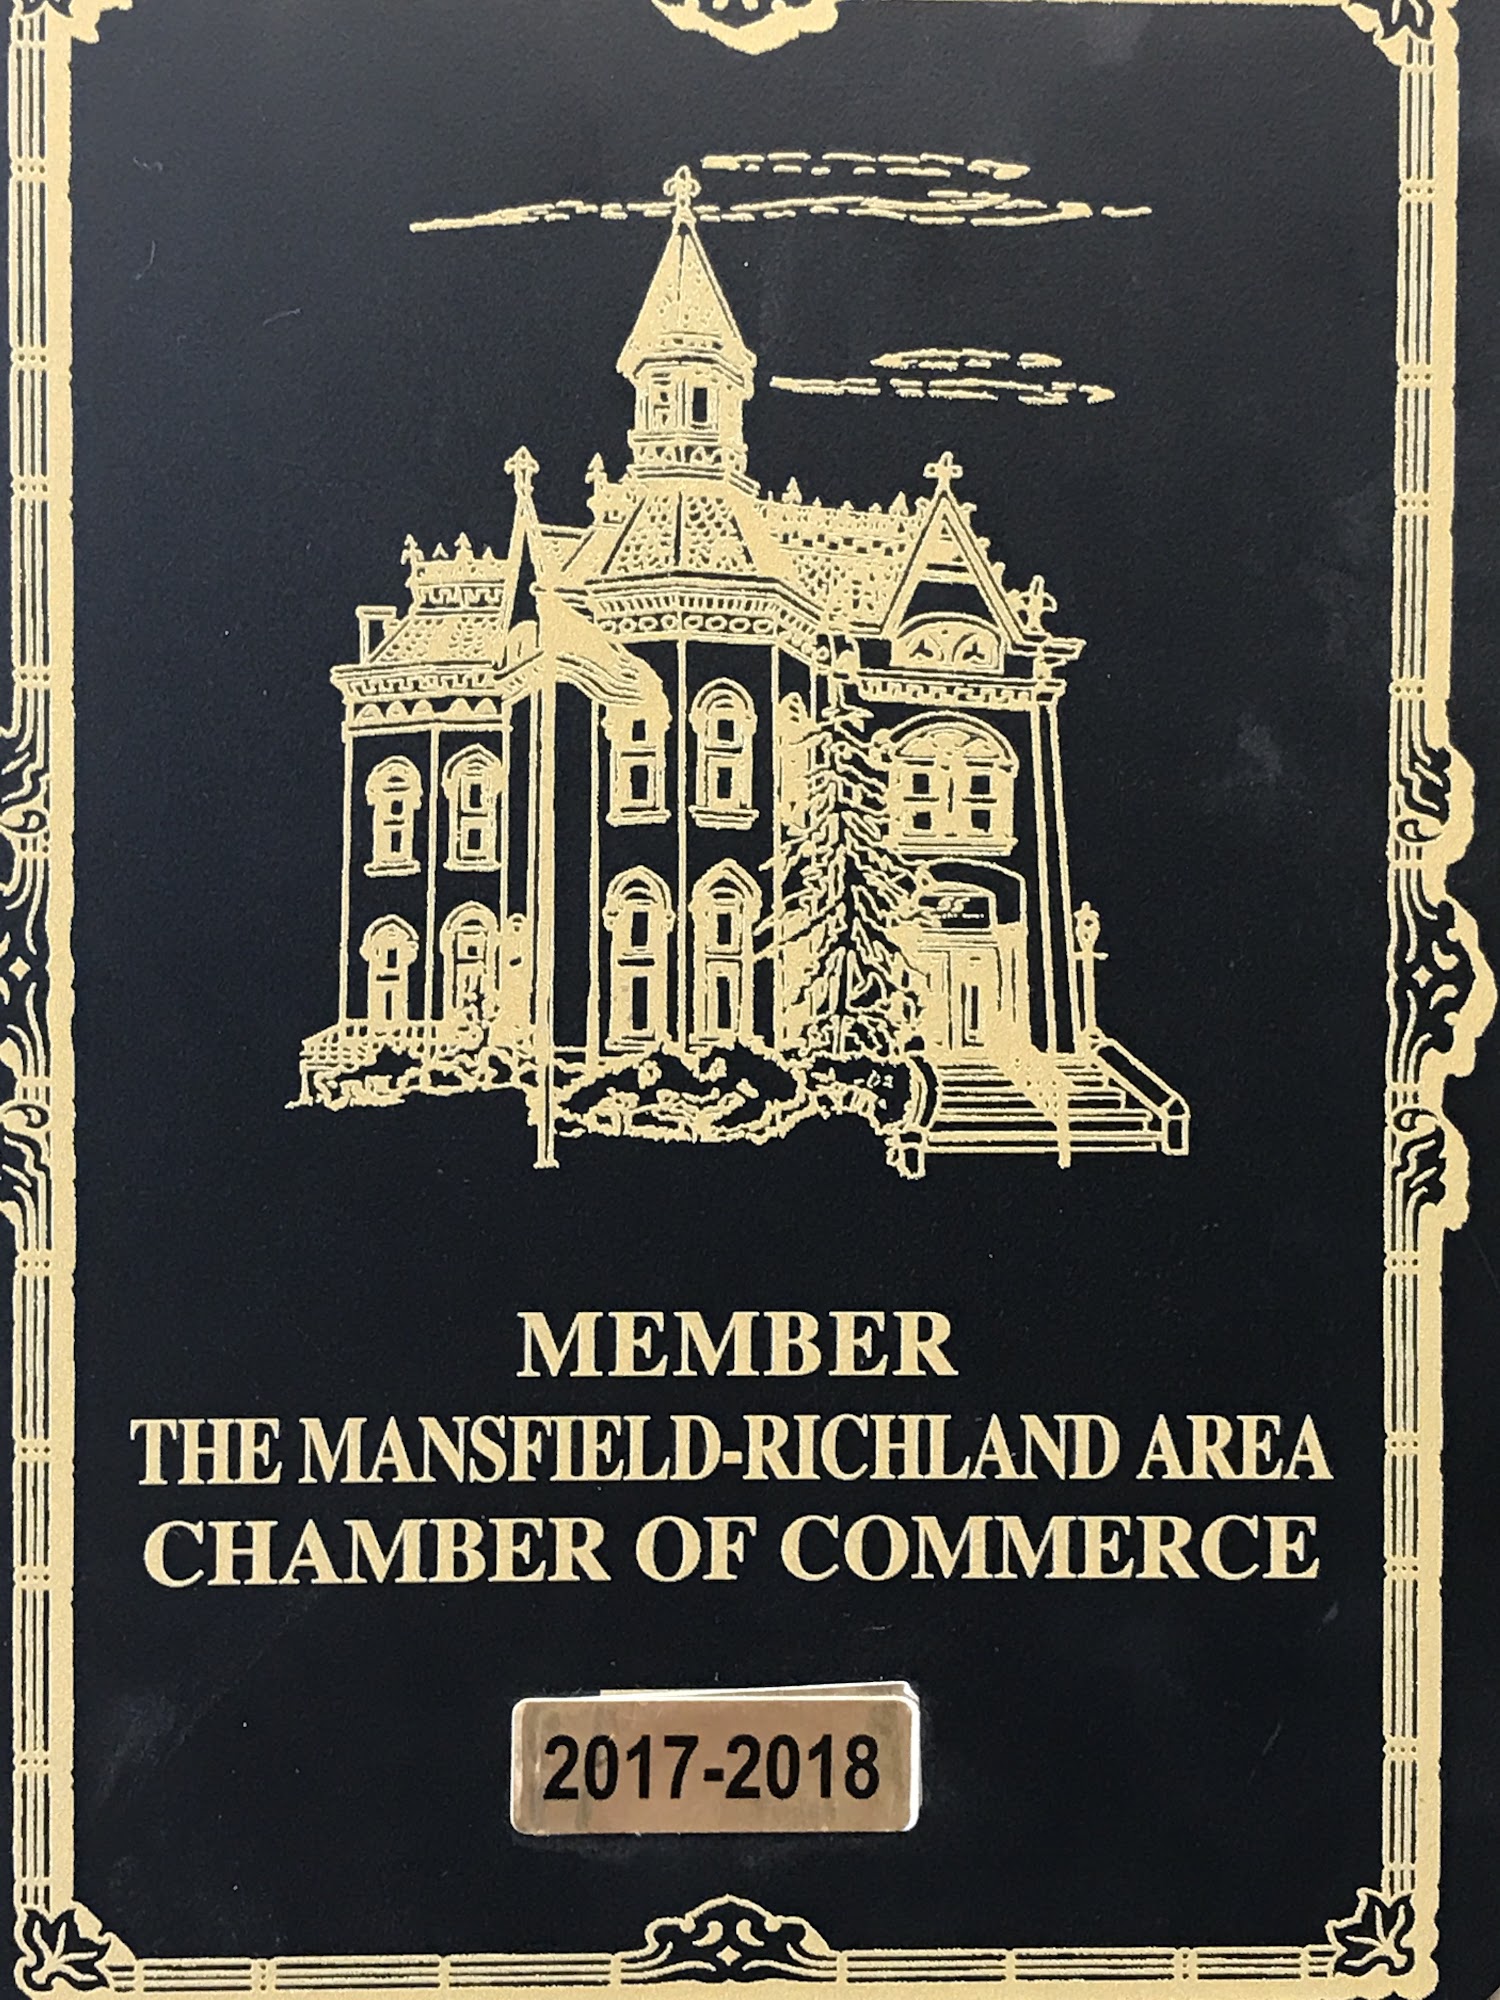 MEMBER
THE MANSFIELD-RICHLAND AREA
CHAMBER OF COMMERCE
2017-2018